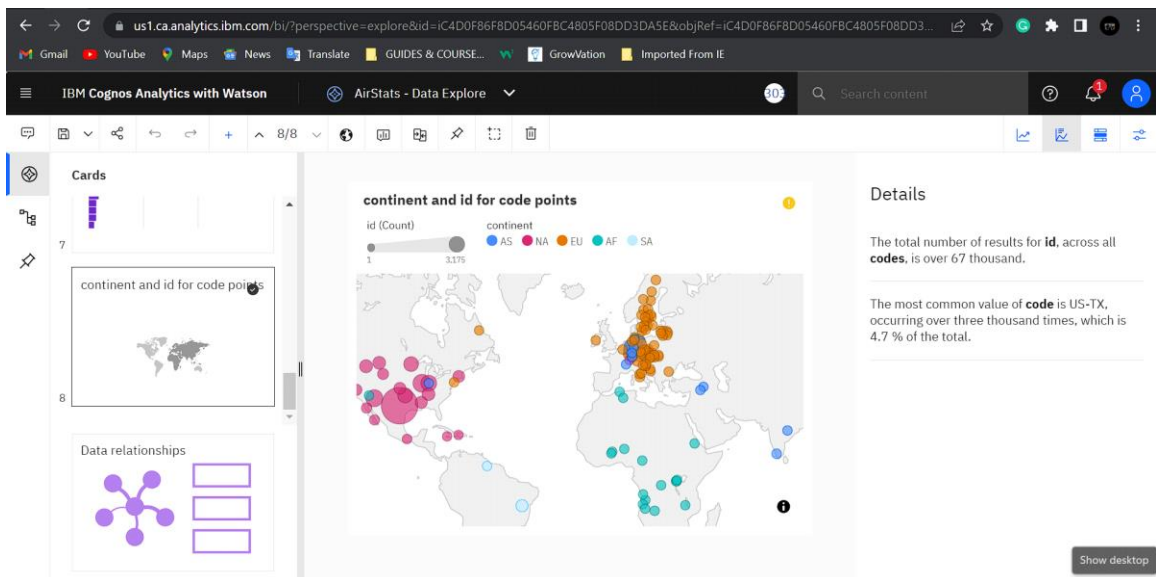 us1.ca.analytics.ibm.com/bi/?perspective=explore&id=iC4D0F86F8D05460FBC4805F08DD3DA5E&objRef=iC4D0F86F8D05460FBC4805F08DD3...
Gmail YouTube Maps News Translate GUIDES & COURSE... GrowVation Imported From IE
IBM Cognos Analytics with Watson AirStats - Data Explore 303 Search content 1
8/8
Cards
7
continent and id for code points
8
Data relationships
continent and id for code points
id (Count) continent
AS NA EU AF SA
1 3,175
Details
The total number of results for id, across all
codes, is over 67 thousand.
The most common value of code is US-TX,
occurring over three thousand times, which is
4.7 % of the total.
Show desktop